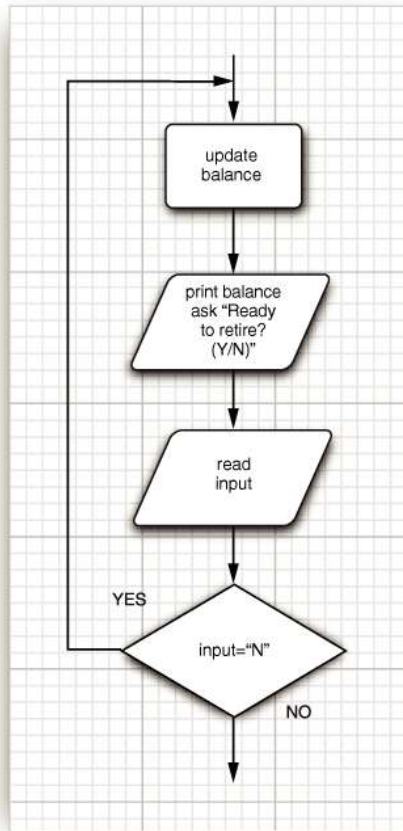 update
balance
print balance
ask “Ready
to retire?
(Y/N)”
read
input
YES
input=“N”
NO